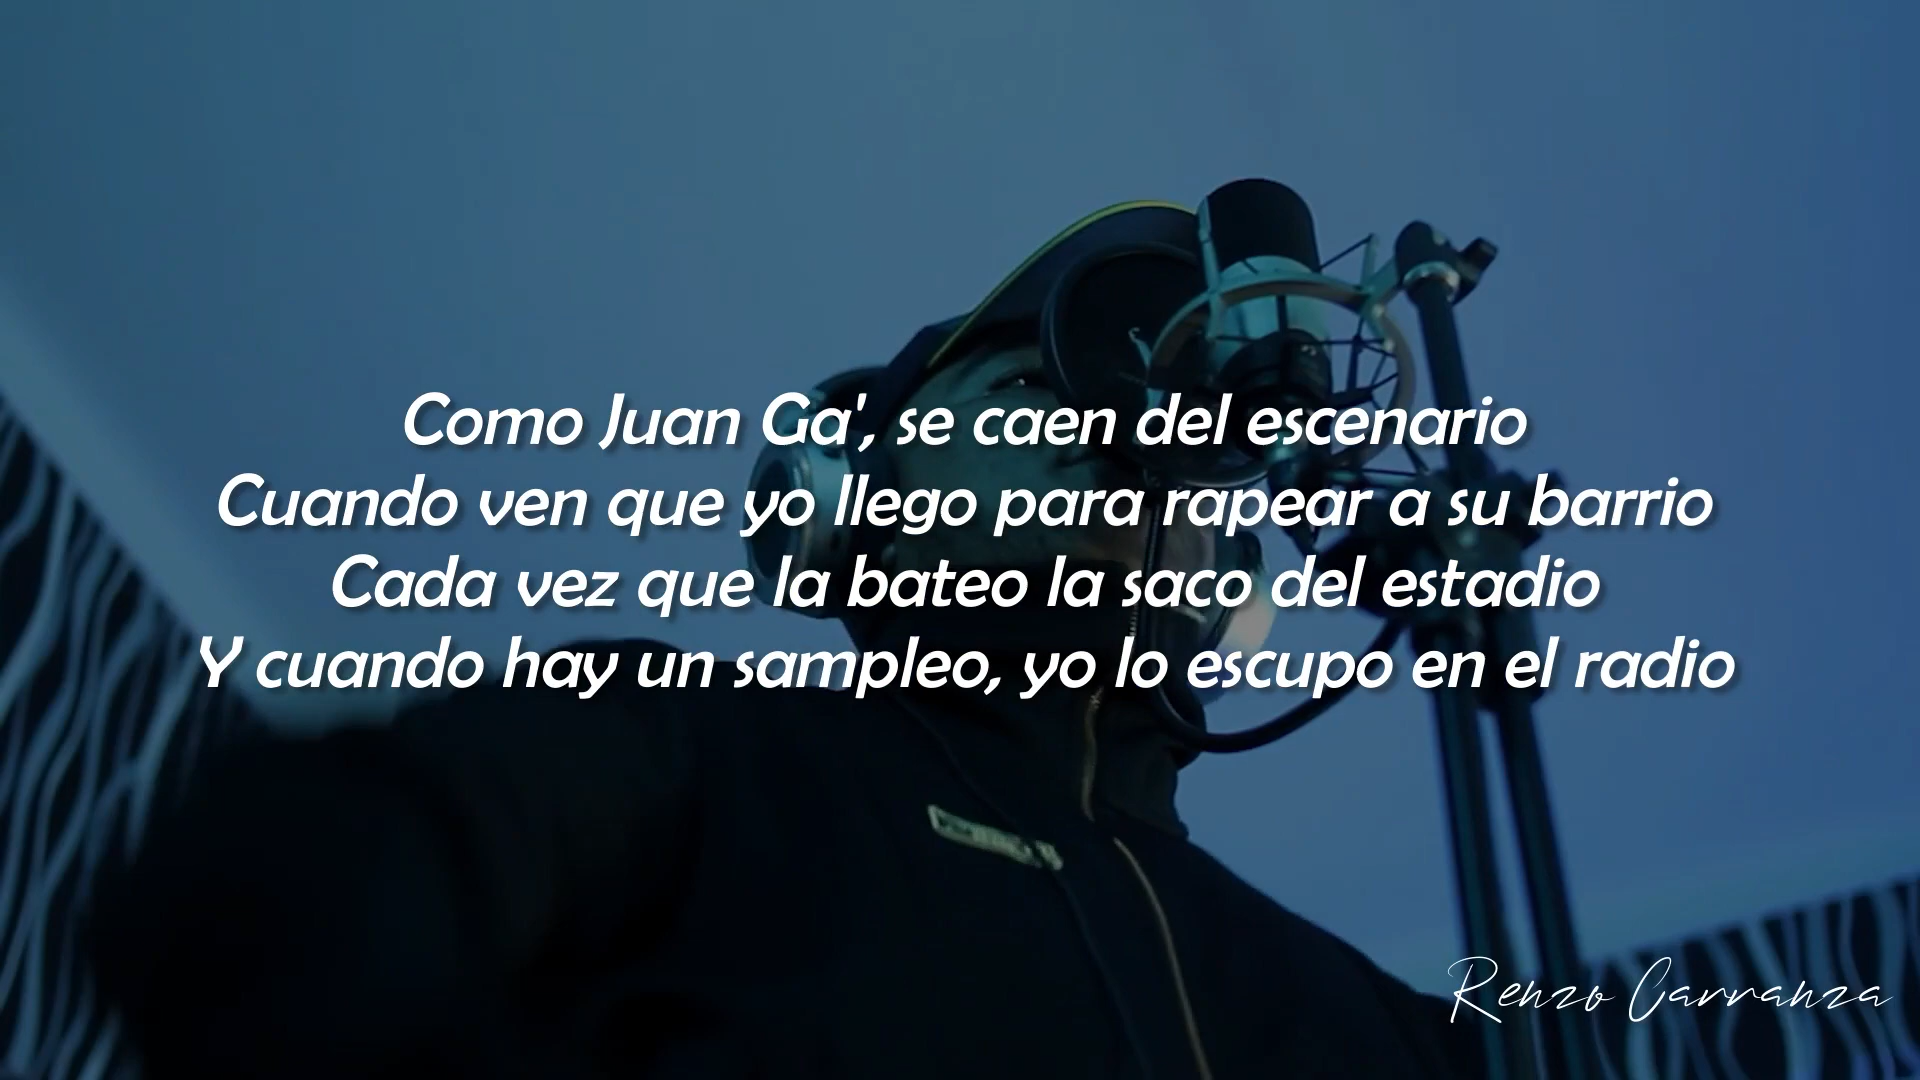 Como Juan Ga', se caen del escenario
Cuando ven que yo llego para rapear a su barrio
Cada vez que la bateo la saco del estadio
Y cuando hay un sampleo, yo lo escupo en el radio
Renzo Carranza